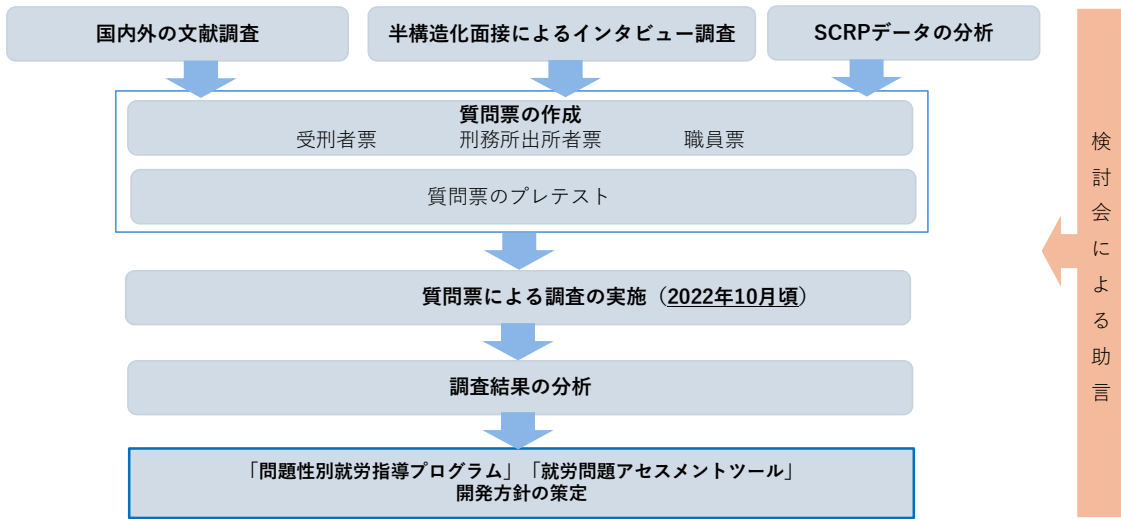 国内外の文献調査
半構造化面接によるインタビュー調査
SCRPデータの分析
質問票の作成
受刑者票 刑務所出所者票 職員票
質問票のプレテスト
質問票による調査の実施（2022年10月頃）
調査結果の分析
「問題性別就労指導プログラム」「就労問題アセスメントツール」
開発方針の策定
検討会による助言